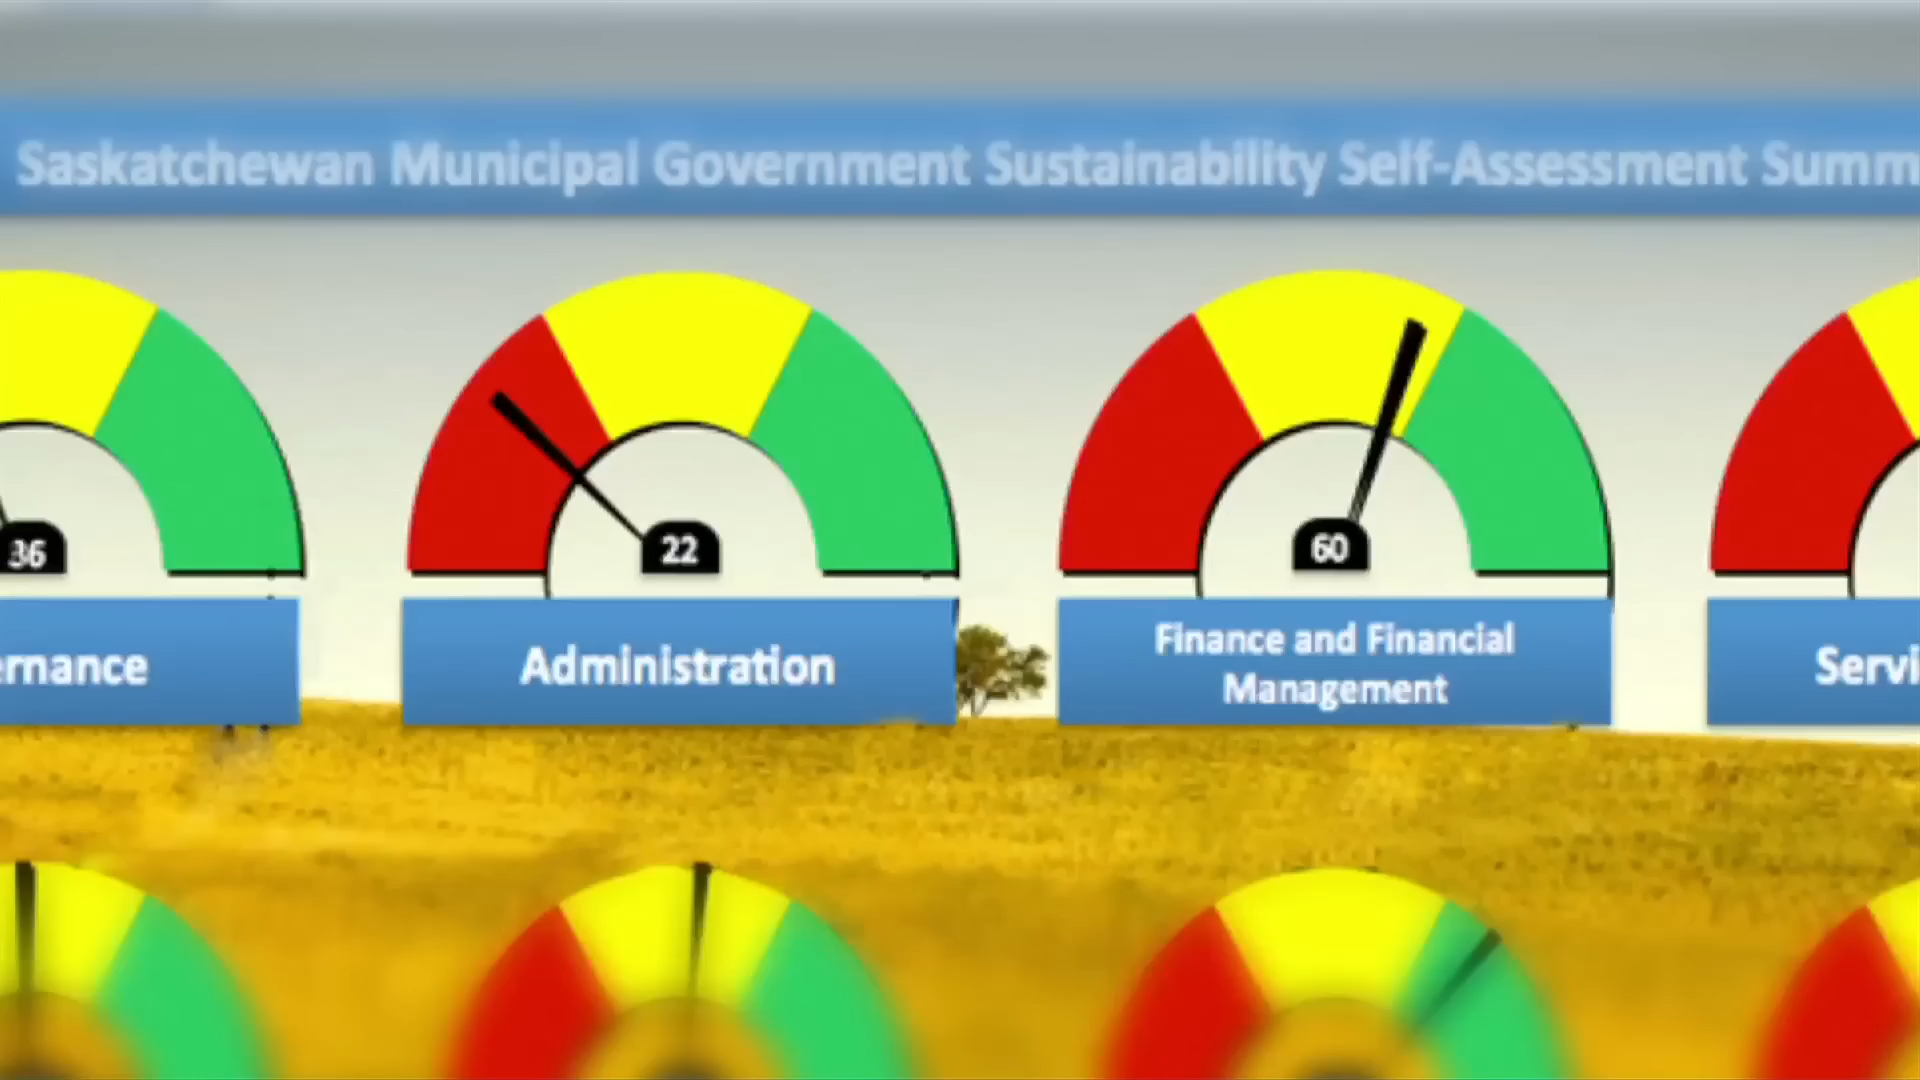 Saskatchewan Municipal Government Sustainability Self-Assessment Summ
36
22
60
ernance
Administration
Finance and Financial
Management
Servi